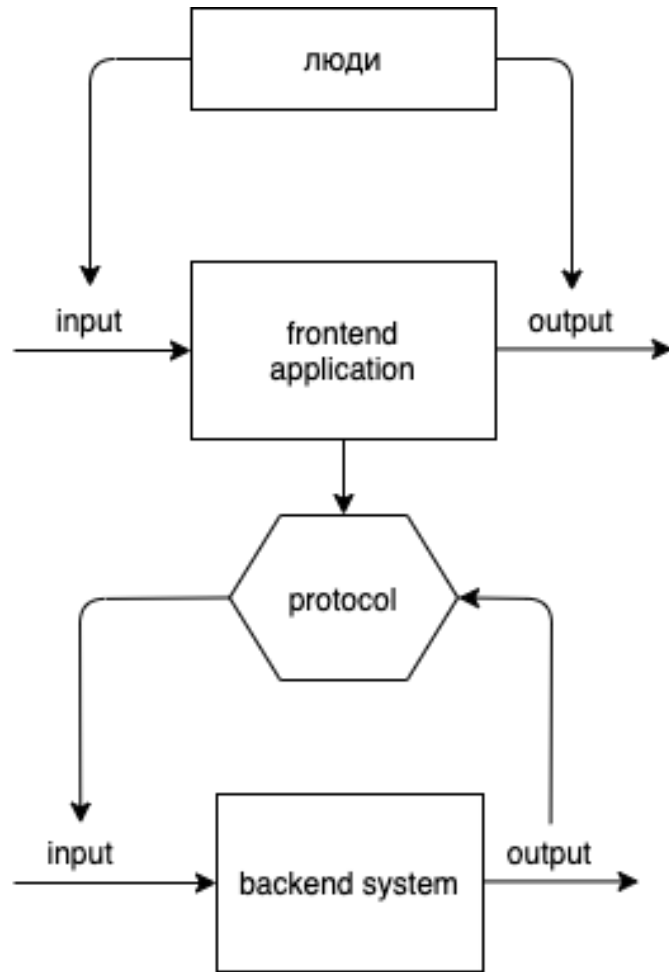 люди
input
output
frontend
application
protocol
input
output
backend system